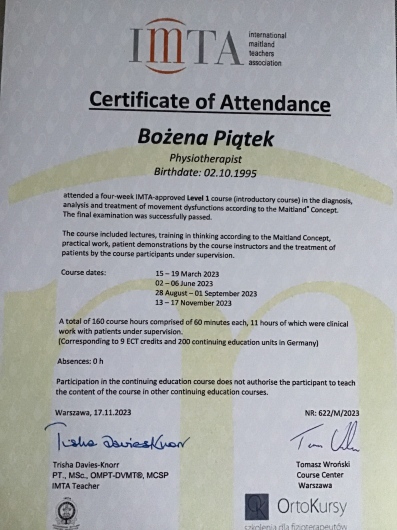 IMTA
international
maitland
teachers
association
Certificate of Attendance
Bożena Piątek
Physiotherapist
Birthdate: 02.10.1995
attended a four-week IMTA-approved Level 1 course (introductory course) in the diagnosis,
analysis and treatment of movement dysfunctions according to the Maitland® Concept.
The final examination was successfully passed.
The course included lectures, training in thinking according to the Maitland Concept,
practical work, patient demonstrations by the course instructors and the treatment of
patients by the course participants under supervision.
Course dates:
15 – 19 March 2023
02 – 06 June 2023
28 August – 01 September 2023
13 – 17 November 2023
A total of 160 course hours comprised of 60 minutes each, 11 hours of which were clinical
work with patients under supervision.
(Corresponding to 9 ECT credits and 200 continuing education units in Germany)
Absences: 0 h
Participation in the continuing education course does not authorise the participant to teach
the content of course in other continuing education courses.
Warszawa, 17.11.2023
NR: 622/M/2023
Trisha Davies-Knorr
Trisha Davies-Knorr
PT., MSc., OMPT-DVMT®, MCSP
IMTA Teacher
Tomasz Wroński
Course Center
Warszawa
OrtoKursy
szkolenia dla fizjoterapeutów